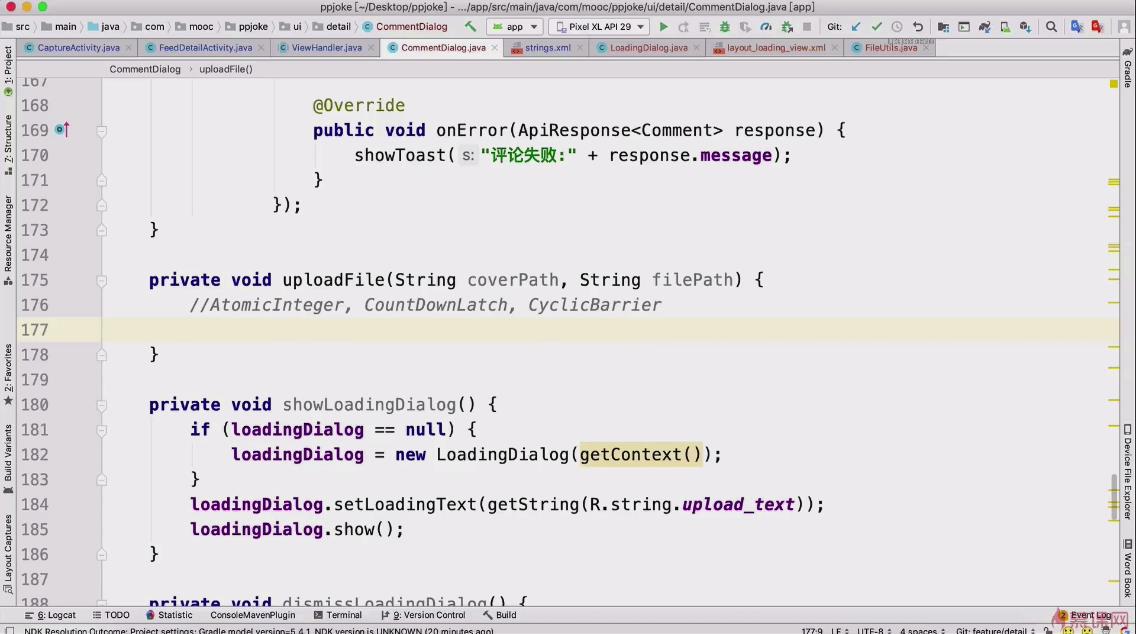 ppjoke [~/Desktop/ppjoke] - .../app/src/main/java/com/mooc/ppjoke/ui/detail/CommentDialog.java [app]
src main java com mooc ppjoke ui detail CommentDialog app Pixel XL API 29 Git:
CaptureActivity.java FeedDetailActivity.java ViewHandler.java CommentDialog.java strings.xml LoadingDialog.java layout_loading_view.xml FileUtils.java
CommentDialog uploadFile()
1: Project
Z: Structure
Resource Manager
2: Favorites
Build Variants
Layout Captures
167
168 @Override
169 public void onError(ApiResponse<Comment> response) {
170 showToast( s: "评论失败:" + response.message);
171 }
172 });
173 }
174
175 private void uploadFile(String coverPath, String filePath) {
176 //AtomicInteger, CountDownLatch, CyclicBarrier
177
178 }
179
180 private void showLoadingDialog() {
181 if (loadingDialog == null) {
182 loadingDialog = new LoadingDialog(getContext());
183 }
184 loadingDialog.setLoadingText(getString(R.string.upload_text));
185 loadingDialog.show();
186 }
187
188 private void dismissLoadingDialog() {
Gradle
Device File Explorer
Word Book
6: Logcat TODO Statistic ConsoleMavenPlugin Terminal 9: Version Control Build 2 Event Log
慕课网
NDK Resolution Outcome: Project settings: Gradle model version=5.4.1, NDK version is UNKNOWN (20 minutes ago) 177:9 LF UTF-8 4 spaces Git: feature/detail